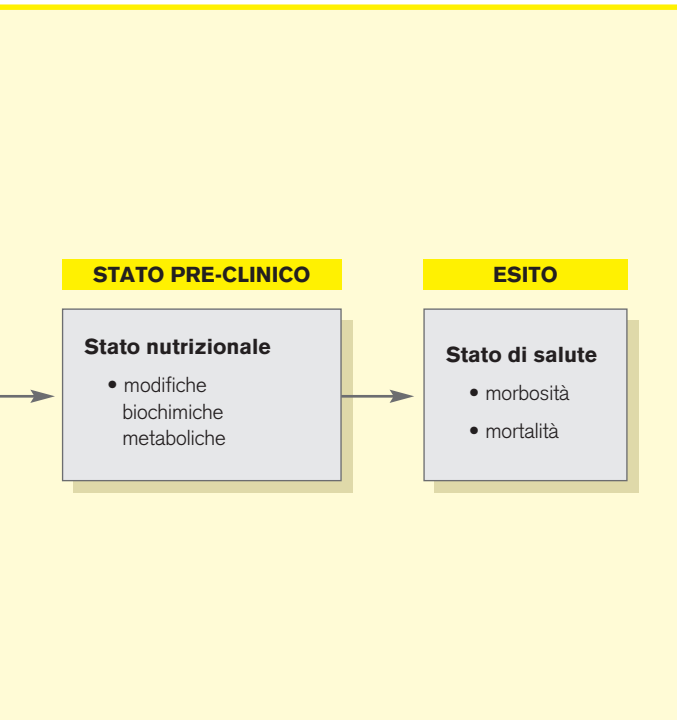 STATO PRE-CLINICO
Stato nutrizionale
• modifiche
biochimiche
metaboliche
ESITO
Stato di salute
• morbosità
• mortalità